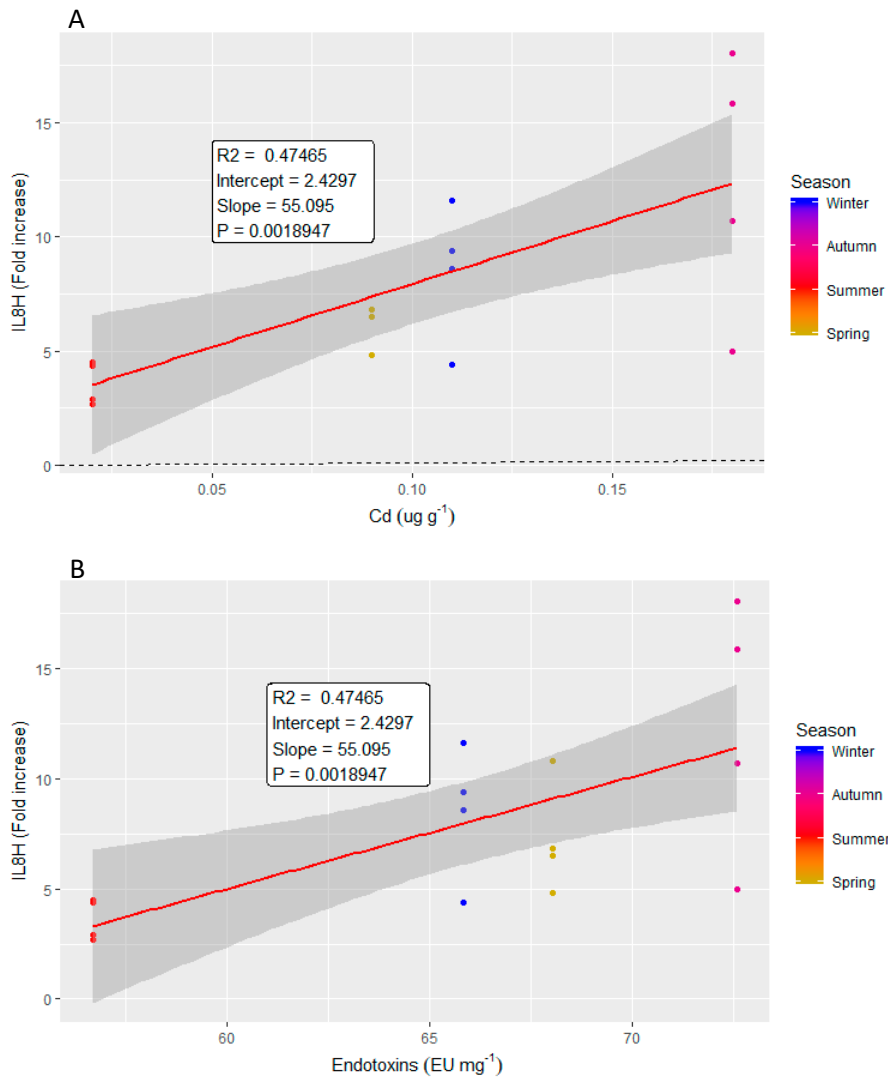 A
IL8H (Fold increase)
15
10
5
0
R2 = 0.47465
Intercept = 2.4297
Slope = 55.095
P = 0.0018947
0.05 0.10 0.15
Cd (ug g⁻¹)
Season
Winter
Autumn
Summer
Spring
B
IL8H (Fold increase)
15
10
5
0
R2 = 0.47465
Intercept = 2.4297
Slope = 55.095
P = 0.0018947
60 65 70
Endotoxins (EU mg⁻¹)
Season
Winter
Autumn
Summer
Spring